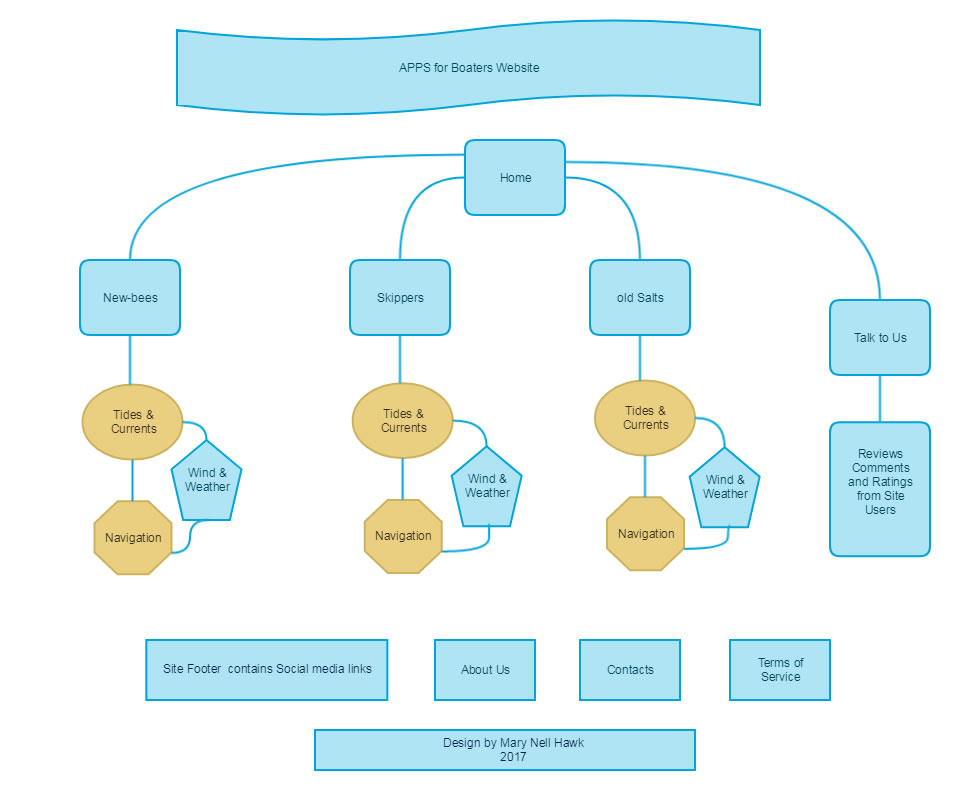 APPS for Boaters Website
Home
New-bees
Skippers
old Salts
Talk to Us
Tides &
Currents
Wind &
Weather
Navigation
Tides &
Currents
Wind &
Weather
Navigation
Tides &
Currents
Wind &
Weather
Navigation
Reviews
Comments
and Ratings
from Site
Users
Site Footer  contains Social media links
About Us
Contacts
Terms of
Service
Design by Mary Nell Hawk
2017